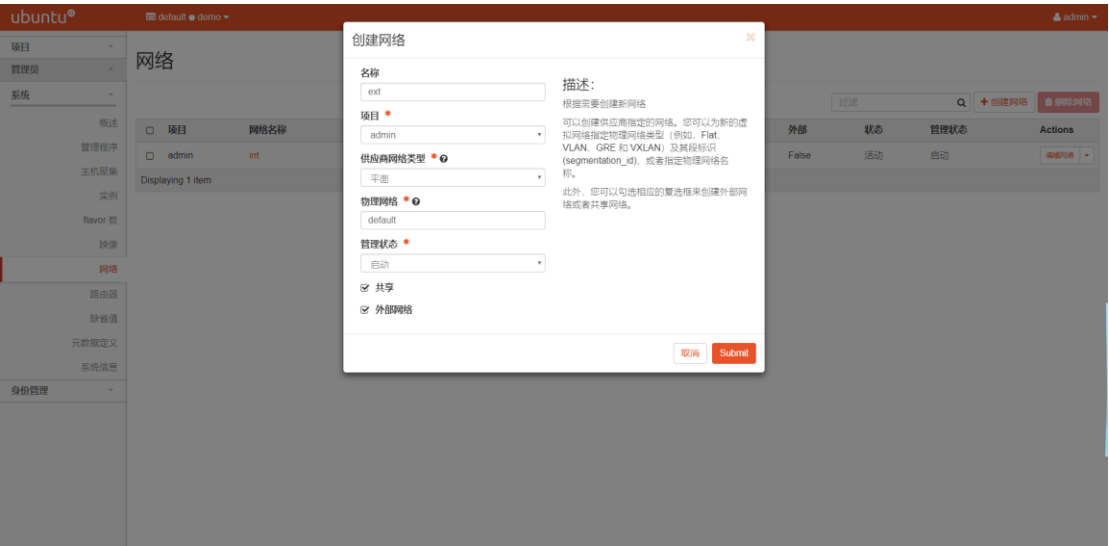 ubuntu®
default ● demo
admin
项目
管理员
系统
概述
管理程序
主机聚集
实例
flavor 数
映像
网络
路由器
缺省值
元数据定义
系统信息
身份管理
网络
过滤
创建网络
删除网络
项目 网络名称 外部 状态 管理状态 Actions
admin int False 活动 启动 编辑网络
Displaying 1 item
创建网络
名称
ext
项目 *
admin
供应商网络类型 *
平面
物理网络 *
default
管理状态 *
启动
共享
外部网络
描述:
根据需要创建新网络
可以创建供应商指定的网络。您可以为新的虚
拟网络指定物理网络类型（例如，Flat,
VLAN、GRE 和 VXLAN）及其段标识
(segmentation_id)，或者指定物理网络名
称。
此外，您可以勾选相应的复选框来创建外部网
络或者共享网络。
取消
Submit